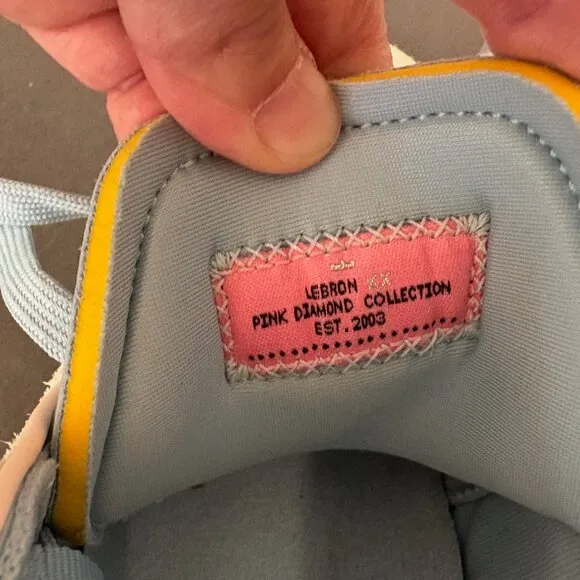 LEBRON XX
PINK DIAMOND COLLECTION
EST. 2003